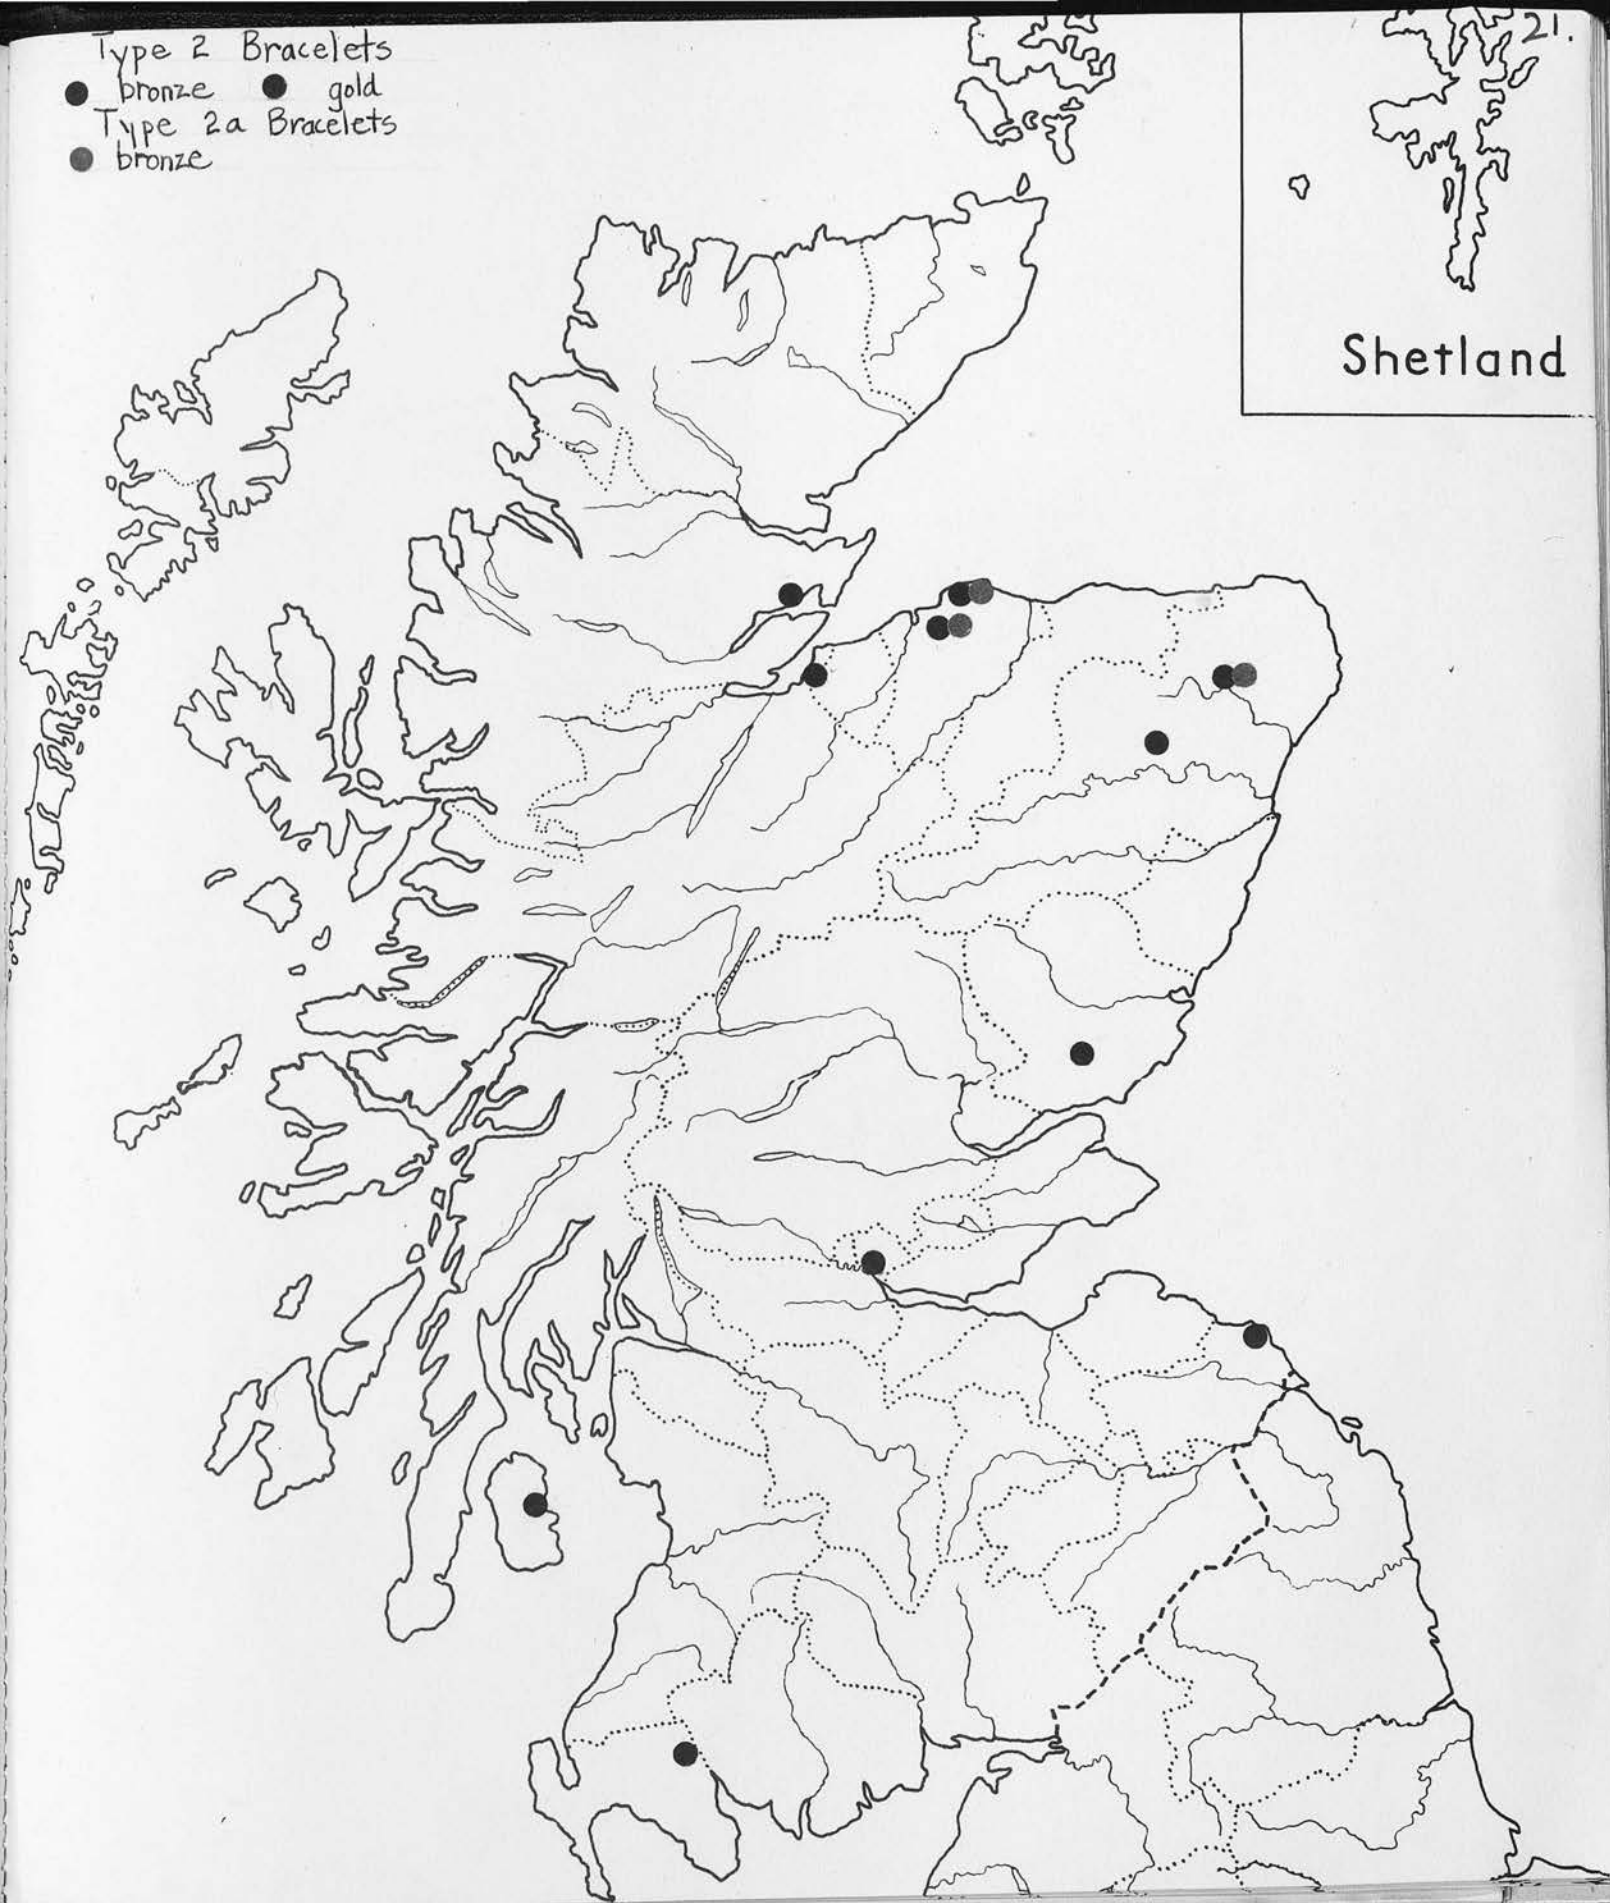 21.
Type 2 Bracelets
bronze gold
Type 2a Bracelets
bronze
Shetland